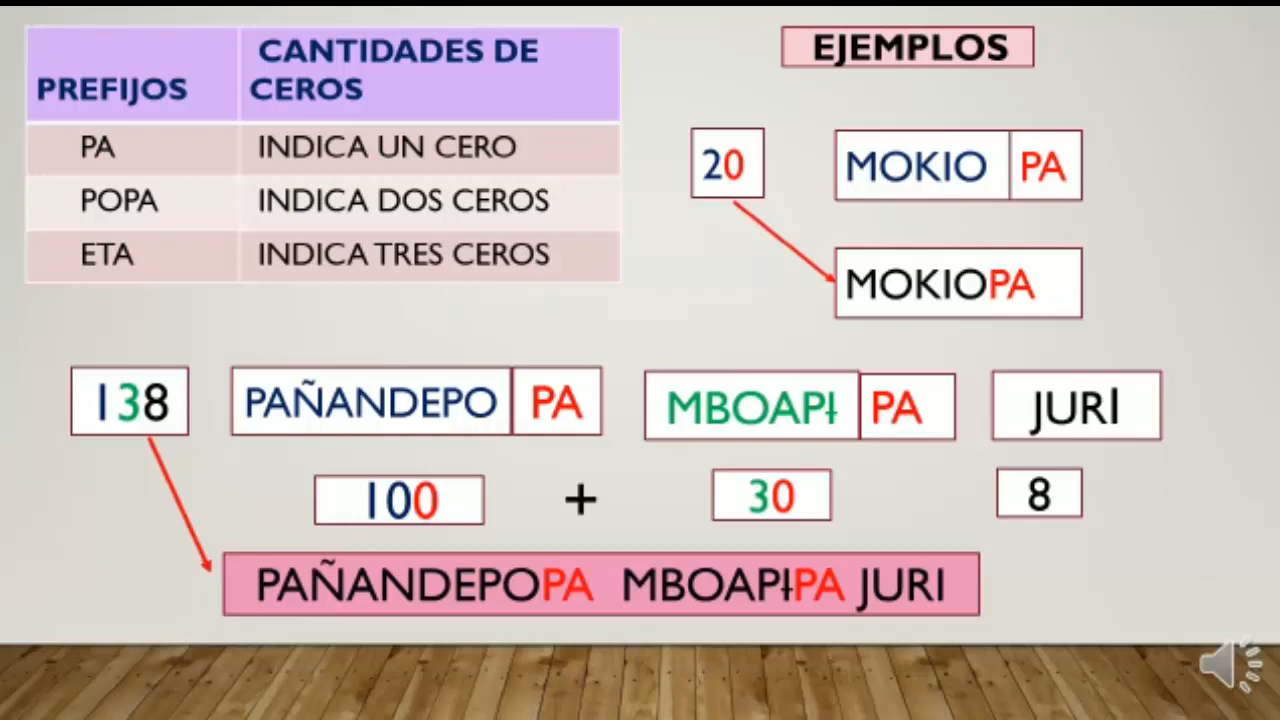 PREFIJOS CANTIDADES DE CEROS
PA INDICA UN CERO
POPA INDICA DOS CEROS
ETA INDICA TRES CEROS
EJEMPLOS
20 MOKIO PA
MOKIOPA
138 PAÑANDEPO PA MBOAPɨ PA JURI
100 + 30 8
PAÑANDEPOPA MBOAPɨPA JURI